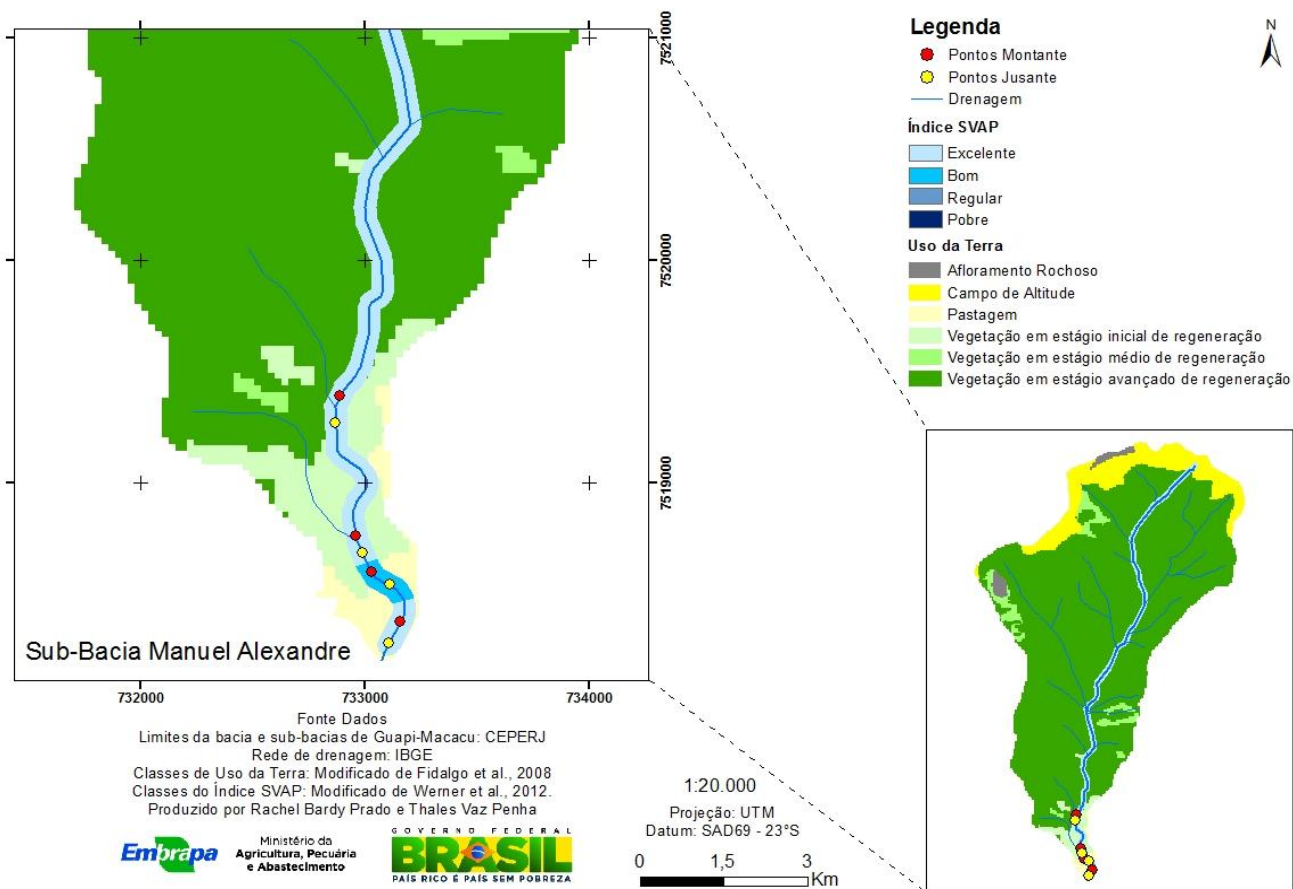 Legenda
Pontos Montante
Pontos Jusante
Drenagem
Índice SVAP
Excelente
Bom
Regular
Pobre
Uso da Terra
Afloramento Rochoso
Campo de Altitude
Pastagem
Vegetação em estágio inicial de regeneração
Vegetação em estágio médio de regeneração
Vegetação em estágio avançado de regeneração
N
7521000
7520000
7519000
Sub-Bacia Manuel Alexandre
732000
733000
734000
Fonte Dados
Limites da bacia e sub-bacias de Guapi-Macacu: CEPERJ
Rede de drenagem: IBGE
Classes de Uso da Terra: Modificado de Fidalgo et al., 2008
Classes do Índice SVAP: Modificado de Werner et al., 2012.
Produzido por Rachel Bardy Prado e Thales Vaz Penha
Embrapa
Ministério da
Agricultura, Pecuária
e Abastecimento
GOVERNO FEDERAL
BRASIL
PAÍS RICO É PAÍS SEM POBREZA
1:20.000
Projeção: UTM
Datum: SAD69 - 23°S
0 1,5 3
Km